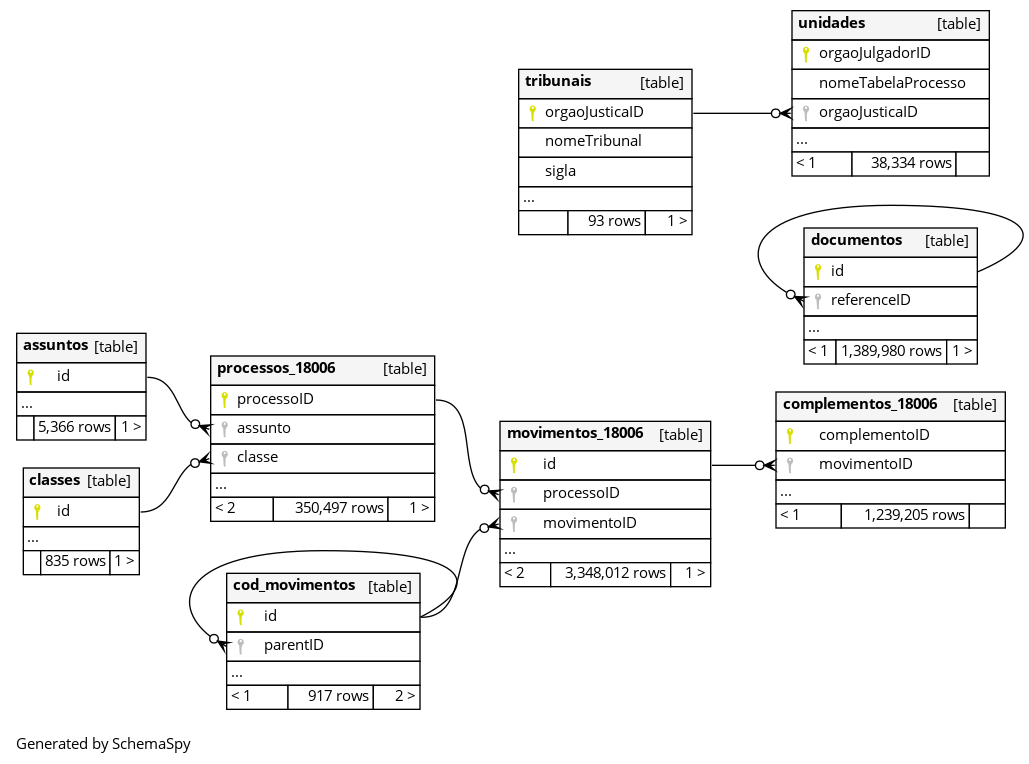 unidades [table]
orgaoJulgadorID
nomeTabelaProcesso
orgaoJusticaID
...
< 1 38,334 rows
tribunais [table]
orgaoJusticaID
nomeTribunal
sigla
...
93 rows 1 >
documentos [table]
id
referenceID
...
< 1 1,389,980 rows 1 >
assuntos [table]
id
...
5,366 rows 1 >
processos_18006 [table]
processoID
assunto
classe
...
< 2 350,497 rows 1 >
complementos_18006 [table]
complementoID
movimentoID
...
< 1 1,239,205 rows
movimentos_18006 [table]
id
processoID
movimentoID
...
< 2 3,348,012 rows 1 >
classes [table]
id
...
835 rows 1 >
cod_movimentos [table]
id
parentID
...
< 1 917 rows 2 >
Generated by SchemaSpy